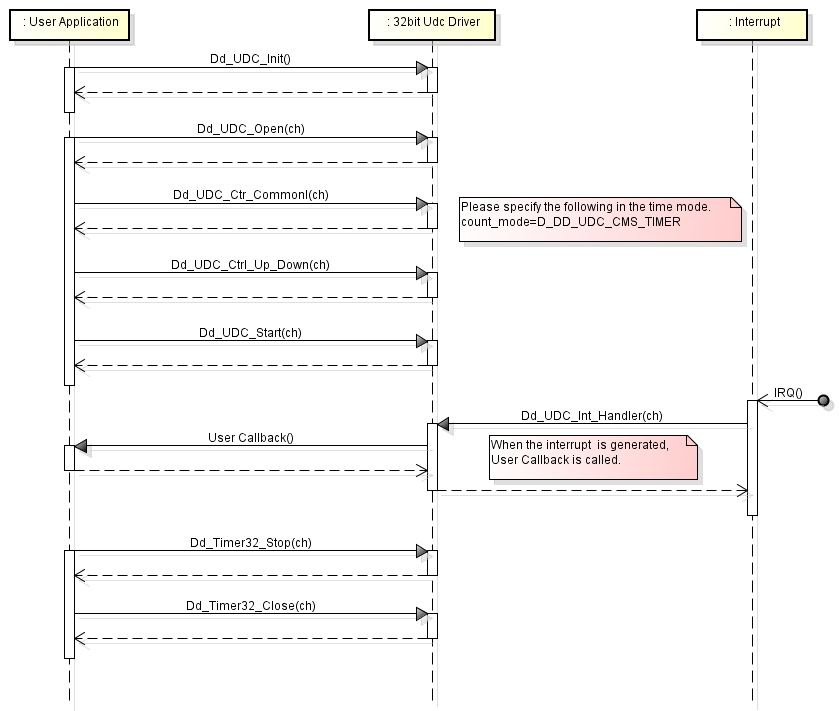 : User Application
: 32bit Udc Driver
: Interrupt
Dd_UDC_Init()
Dd_UDC_Open(ch)
Dd_UDC_Ctr_Commonl(ch)
Please specify the following in the time mode.
count_mode=D_DD_UDC_CMS_TIMER
Dd_UDC_Ctrl_Up_Down(ch)
Dd_UDC_Start(ch)
IRQ()
Dd_UDC_Int_Handler(ch)
User Callback()
When the interrupt is generated,
User Callback is called.
Dd_Timer32_Stop(ch)
Dd_Timer32_Close(ch)